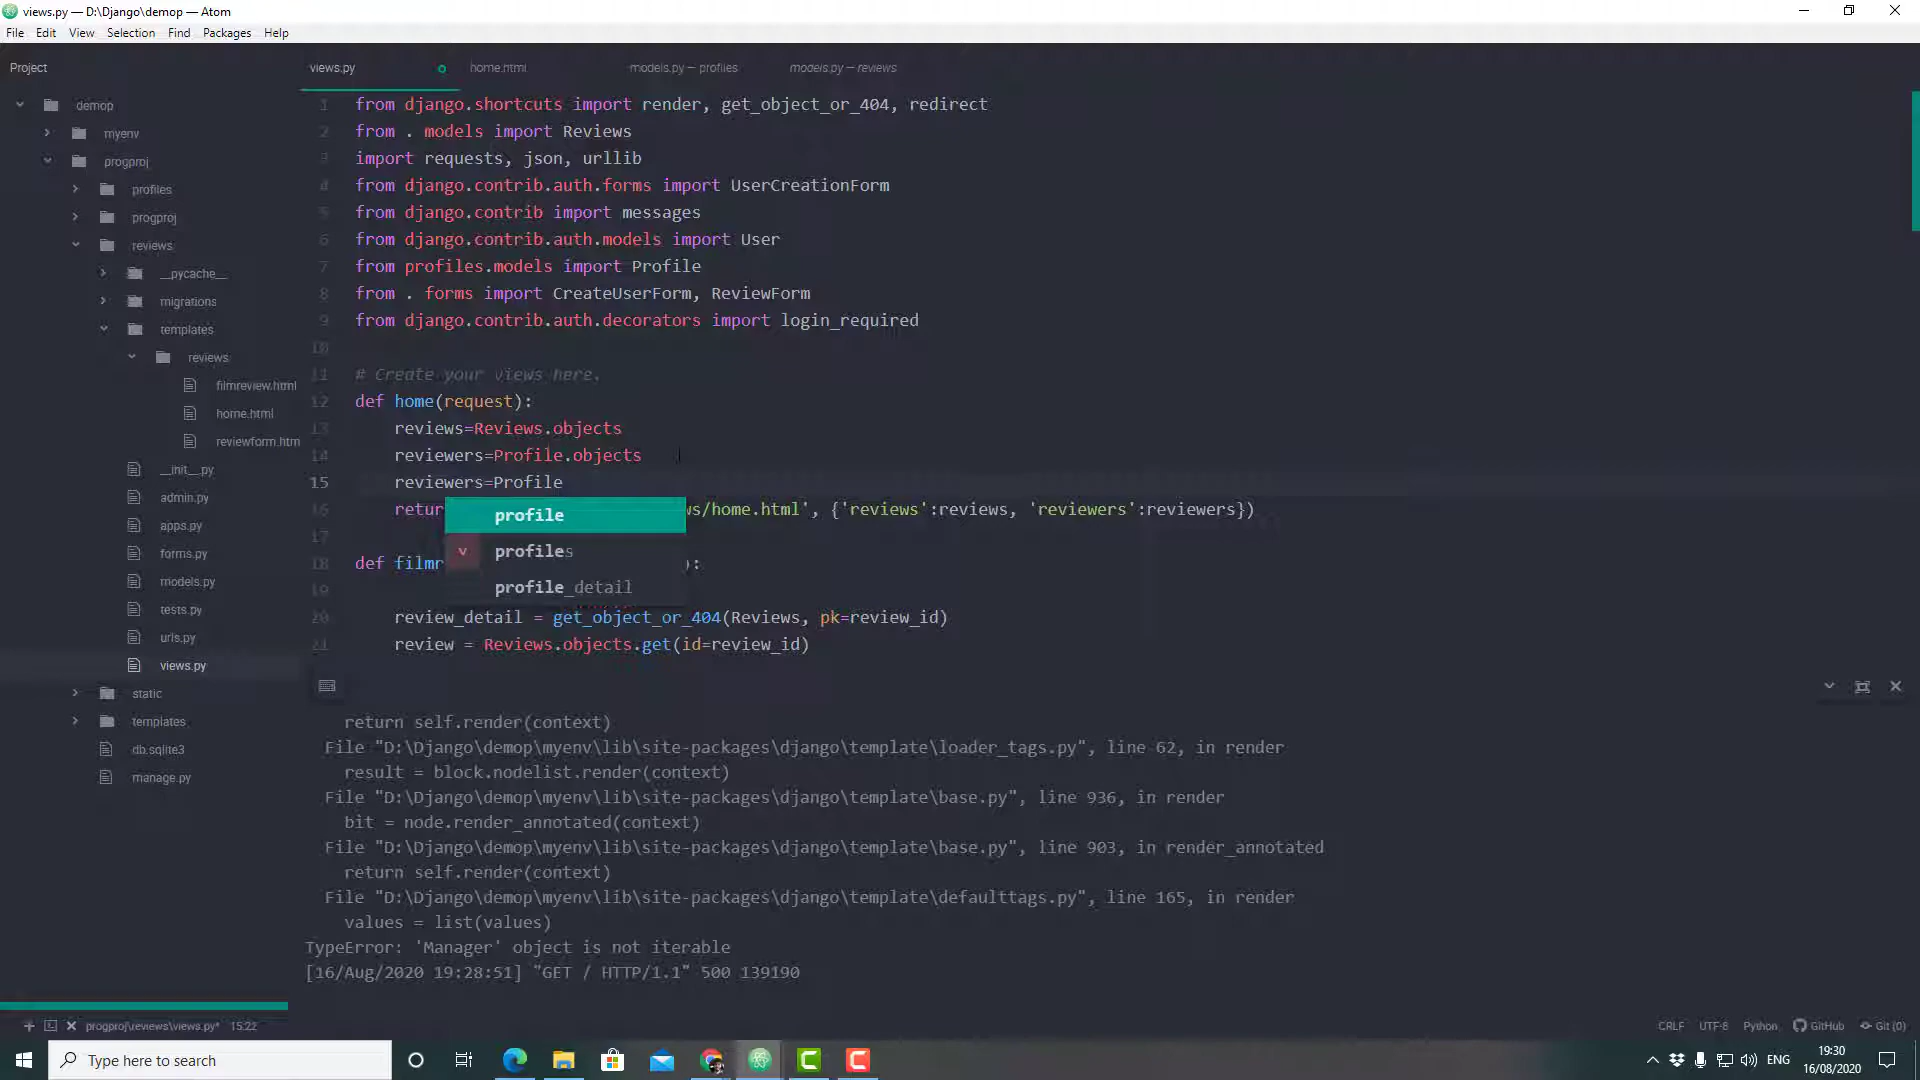 views.py — D:\Django\demop — Atom
File Edit View Selection Find Packages Help
Project
demop
myenv
progproj
profiles
progproj
reviews
__pycache__
migrations
templates
reviews
filmreview.html
home.html
reviewform.htm
__init__.py
admin.py
apps.py
forms.py
models.py
tests.py
urls.py
views.py
static
templates
db.sqlite3
manage.py
views.py home.html models.py — profiles models.py — reviews
1 from django.shortcuts import render, get_object_or_404, redirect
2 from . models import Reviews
3 import requests, json, urllib
4 from django.contrib.auth.forms import UserCreationForm
5 from django.contrib import messages
6 from django.contrib.auth.models import User
7 from profiles.models import Profile
8 from . forms import CreateUserForm, ReviewForm
9 from django.contrib.auth.decorators import login_required
10
11 # Create your views here.
12 def home(request):
13 reviews=Reviews.objects
14 reviewers=Profile.objects
15 reviewers=Profile
16 retur s/home.html', {'reviews':reviews, 'reviewers':reviewers})
17
18 def filmr ):
19
20 review_detail = get_object_or_404(Reviews, pk=review_id)
21 review = Reviews.objects.get(id=review_id)
profile
v profiles
profile_detail
return self.render(context)
File "D:\Django\demop\myenv\lib\site-packages\django\template\loader_tags.py", line 62, in render
result = block.nodelist.render(context)
File "D:\Django\demop\myenv\lib\site-packages\django\template\base.py", line 936, in render
bit = node.render_annotated(context)
File "D:\Django\demop\myenv\lib\site-packages\django\template\base.py", line 903, in render_annotated
return self.render(context)
File "D:\Django\demop\myenv\lib\site-packages\django\template\defaulttags.py", line 165, in render
values = list(values)
TypeError: 'Manager' object is not iterable
[16/Aug/2020 19:28:51] "GET / HTTP/1.1" 500 139190
progproj\reviews\views.py* 15:22 CRLF UTF-8 Python GitHub Git (0)
Type here to search
ENG
19:30
16/08/2020